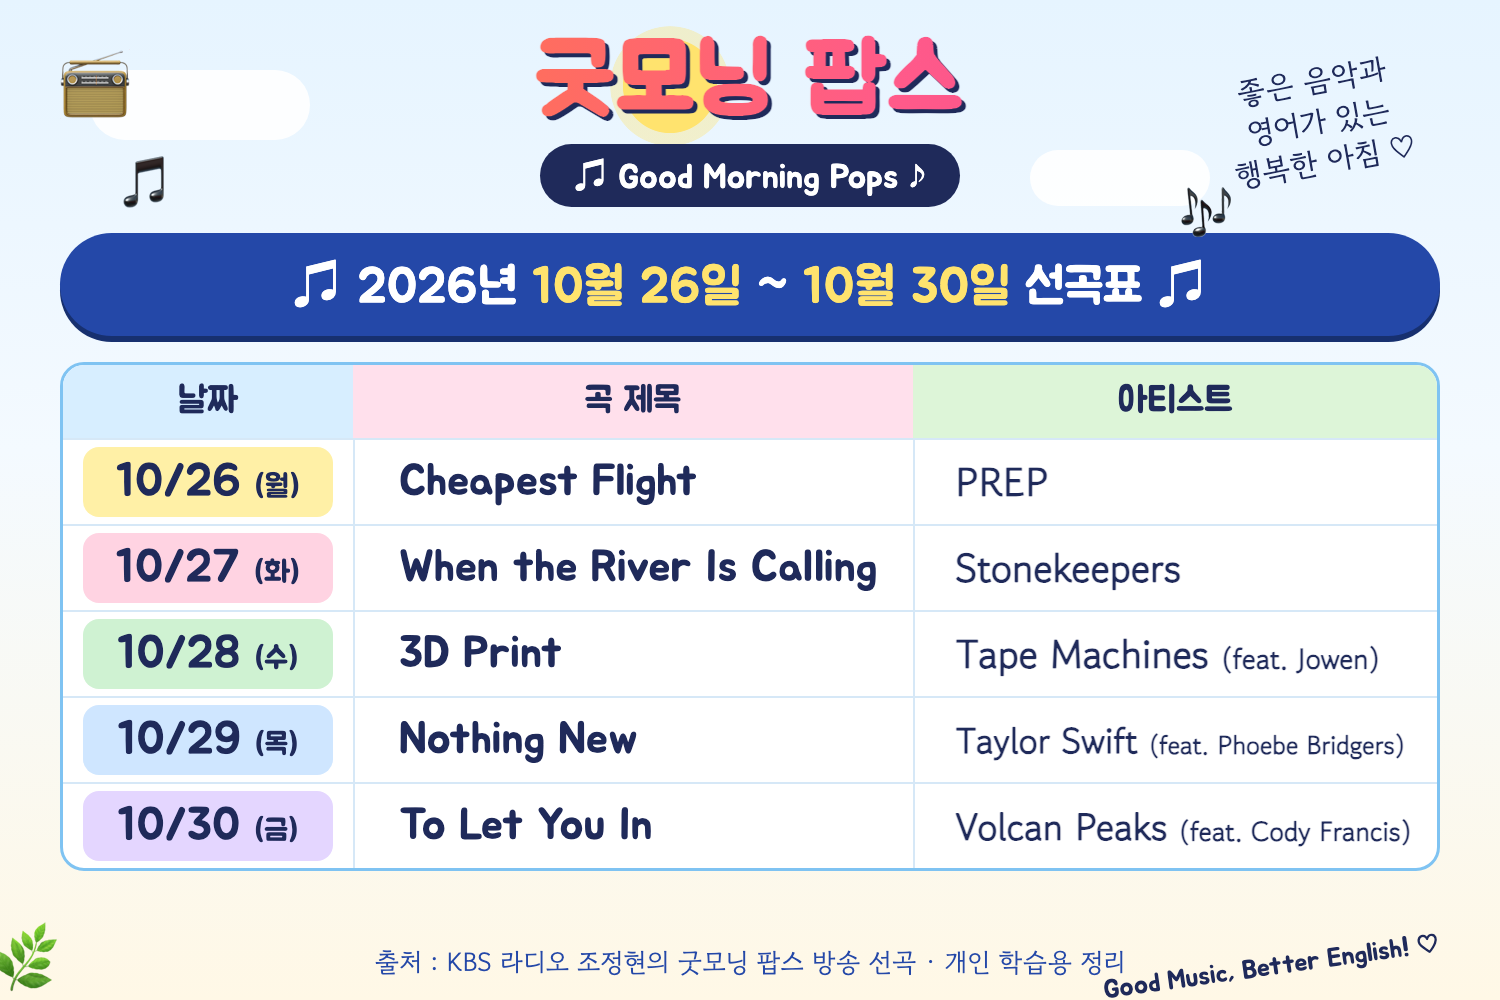 굿모닝 팝스
Good Morning Pops
좋은 음악과
영어가 있는
행복한 아침 ♡
2026년 10월 26일 ~ 10월 30일 선곡표
날짜 곡 제목 아티스트
10/26 (월) Cheapest Flight PREP
10/27 (화) When the River Is Calling Stonekeepers
10/28 (수) 3D Print Tape Machines (feat. Jowen)
10/29 (목) Nothing New Taylor Swift (feat. Phoebe Bridgers)
10/30 (금) To Let You In Volcan Peaks (feat. Cody Francis)
출처 : KBS 라디오 조정현의 굿모닝 팝스 방송 선곡 · 개인 학습용 정리
Good Music, Better English! ♡